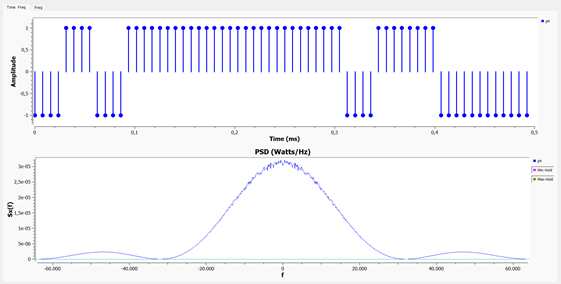 Time Freq Freq
1
0,5
0
-0,5
-1
Amplitude
0 0,1 0,2 0,3 0,4 0,5
Time (ms)
p4
PSD (Watts/Hz)
3e-05
2,5e-05
2e-05
1,5e-05
1e-05
5e-06
0
Sx(f)
-60.000 -40.000 -20.000 0 20.000 40.000 60.000
f
p4
Min Hold
Max Hold